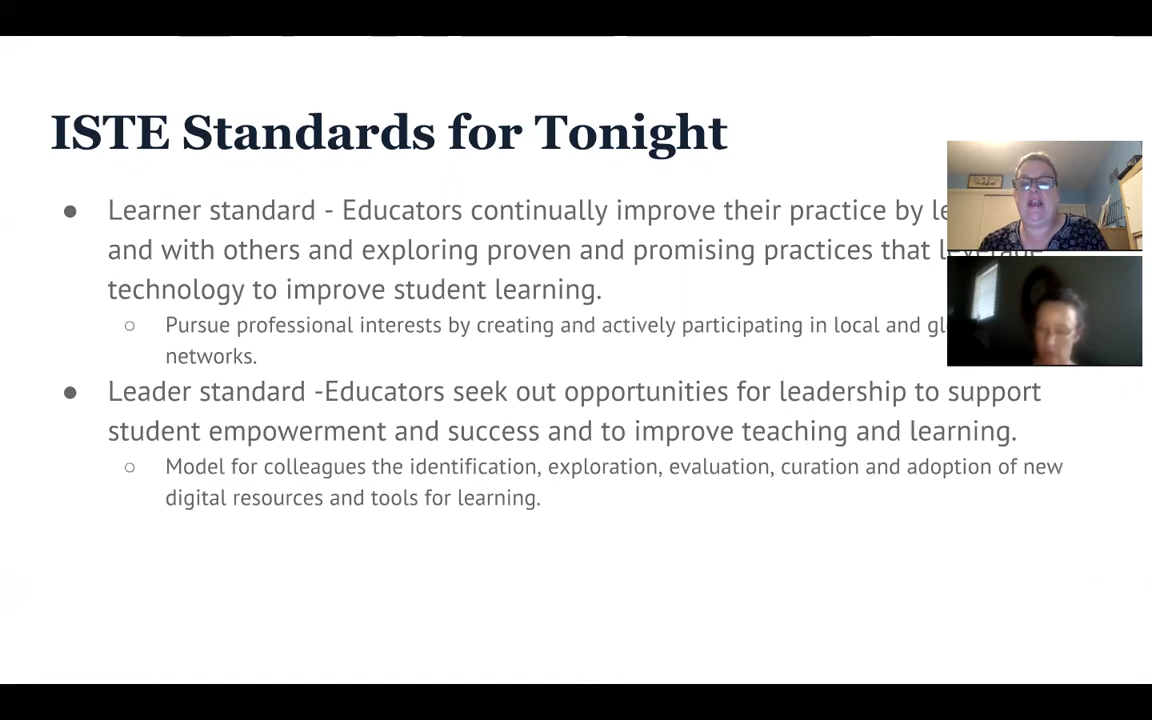 ISTE Standards for Tonight
● Learner standard - Educators continually improve their practice by
and with others and exploring proven and promising practices that
technology to improve student learning.
○ Pursue professional interests by creating and actively participating in local and
networks.
● Leader standard -Educators seek out opportunities for leadership to support
student empowerment and success and to improve teaching and learning.
○ Model for colleagues the identification, exploration, evaluation, curation and adoption of new
digital resources and tools for learning.